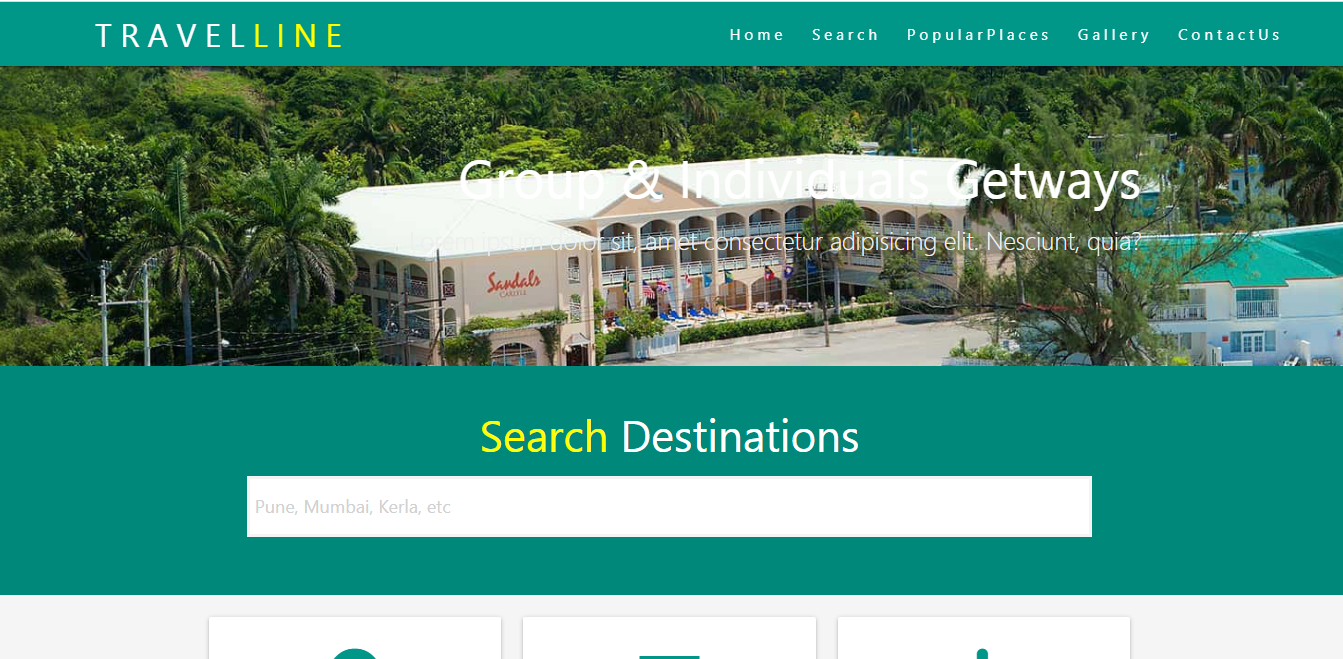 TRAVELLINE
Home Search PopularPlaces Gallery ContactUs
Group & Individuals Getways
Lorem ipsum dolor sit, amet consectetur adipisicing elit. Nesciunt, quia?
Sandals
CARLYLE
Search Destinations
Pune, Mumbai, Kerla, etc